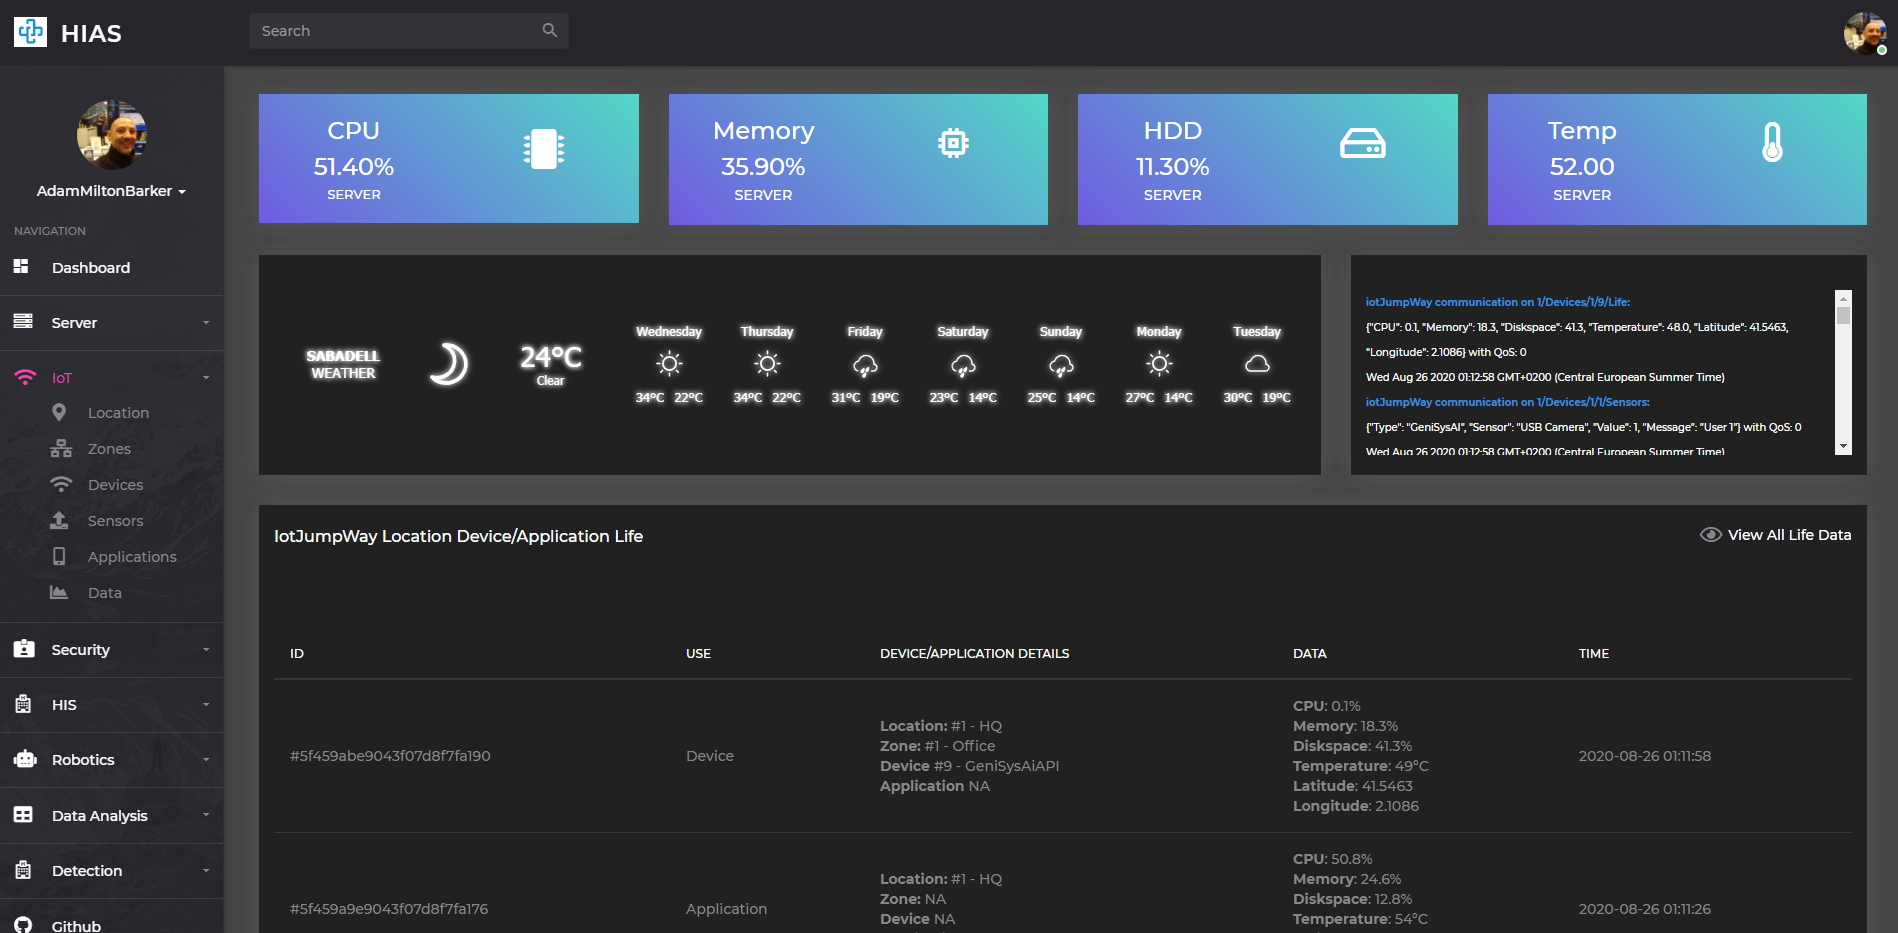 HIAS
Search
AdamMiltonBarker
NAVIGATION
Dashboard
Server
IoT
Location
Zones
Devices
Sensors
Applications
Data
Security
HIS
Robotics
Data Analysis
Detection
Github
CPU
51.40%
SERVER
Memory
35.90%
SERVER
HDD
11.30%
SERVER
Temp
52.00
SERVER
SABADELL
WEATHER
24°C
Clear
Wednesday
34°C 22°C
Thursday
34°C 22°C
Friday
31°C 19°C
Saturday
23°C 14°C
Sunday
25°C 14°C
Monday
27°C 14°C
Tuesday
30°C 19°C
iotJumpWay communication on 1/Devices/1/9/Life:
{"CPU": 0.1, "Memory": 18.3, "Diskspace": 41.3, "Temperature": 48.0, "Latitude": 41.5463,
"Longitude": 2.1086} with QoS: 0
Wed Aug 26 2020 01:12:58 GMT+0200 (Central European Summer Time)
iotJumpWay communication on 1/Devices/1/1/Sensors:
{"Type": "GeniSysAI", "Sensor": "USB Camera", "Value": 1, "Message": "User 1"} with QoS: 0
Wed Aug 26 2020 01:12:58 GMT+0200 (Central European Summer Time)
IotJumpWay Location Device/Application Life
View All Life Data
ID USE DEVICE/APPLICATION DETAILS DATA TIME
#5f459abe9043f07d8f7fa190
Device
Location: #1 - HQ
Zone: #1 - Office
Device #9 - GeniSysAiAPI
Application NA
CPU: 0.1%
Memory: 18.3%
Diskspace: 41.3%
Temperature: 49°C
Latitude: 41.5463
Longitude: 2.1086
2020-08-26 01:11:58
#5f459a9e9043f07d8f7fa176
Application
Location: #1 - HQ
Zone: NA
Device NA
CPU: 50.8%
Memory: 24.6%
Diskspace: 12.8%
Temperature: 54°C
2020-08-26 01:11:26